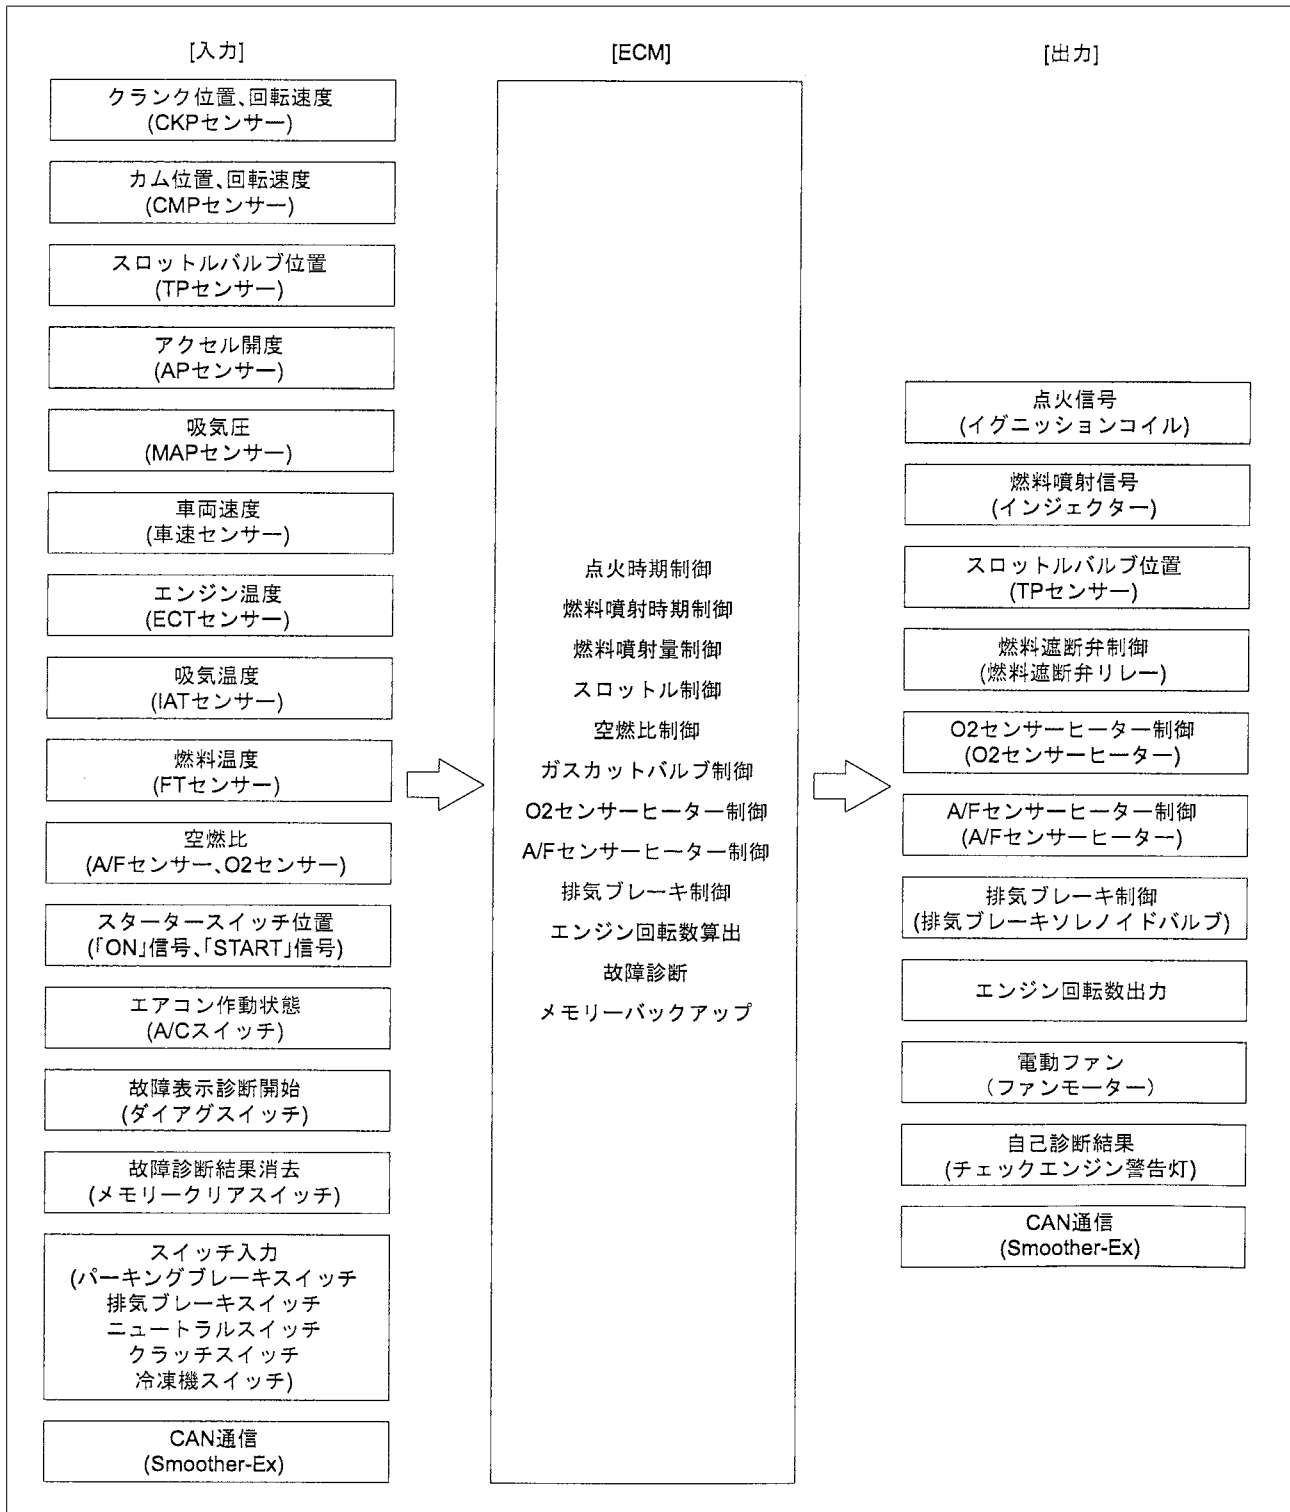 [入力]
クランク位置、回転速度
(CKPセンサー)
カム位置、回転速度
(CMPセンサー)
スロットルバルブ位置
(TPセンサー)
アクセル開度
(APセンサー)
吸気圧
(MAPセンサー)
車両速度
(車速センサー)
エンジン温度
(ECTセンサー)
吸気温度
(IATセンサー)
燃料温度
(FTセンサー)
空燃比
(A/Fセンサー、O2センサー)
スタータースイッチ位置
(「ON」信号、「START」信号)
エアコン作動状態
(A/Cスイッチ)
故障表示診断開始
(ダイアグスイッチ)
故障診断結果消去
(メモリークリアスイッチ)
スイッチ入力
(パーキングブレーキスイッチ
排気ブレーキスイッチ
ニュートラルスイッチ
クラッチスイッチ
冷凍機スイッチ)
CAN通信
(Smoother-Ex)
[ECM]
点火時期制御
燃料噴射時期制御
燃料噴射量制御
スロットル制御
空燃比制御
ガスカットバルブ制御
O2センサーヒーター制御
A/Fセンサーヒーター制御
排気ブレーキ制御
エンジン回転数算出
故障診断
メモリーバックアップ
[出力]
点火信号
(イグニッションコイル)
燃料噴射信号
(インジェクター)
スロットルバルブ位置
(TPセンサー)
燃料遮断弁制御
(燃料遮断弁リレー)
O2センサーヒーター制御
(O2センサーヒーター)
A/Fセンサーヒーター制御
(A/Fセンサーヒーター)
排気ブレーキ制御
(排気ブレーキソレノイドバルブ)
エンジン回転数出力
電動ファン
(ファンモーター)
自己診断結果
(チェックエンジン警告灯)
CAN通信
(Smoother-Ex)